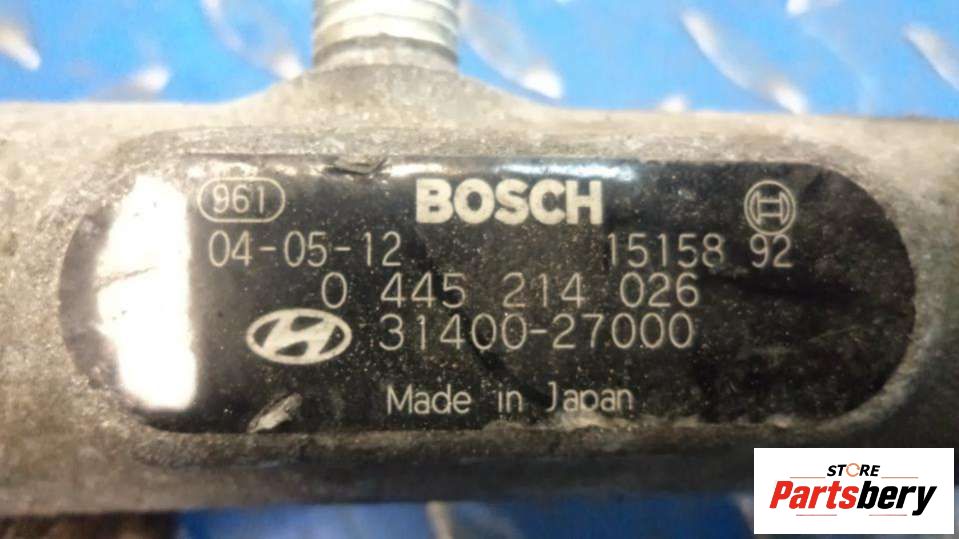 961 BOSCH
04-05-12 15158 92
0 445 214 026
31400-27000
Made in Japan
STORE
Partsbery